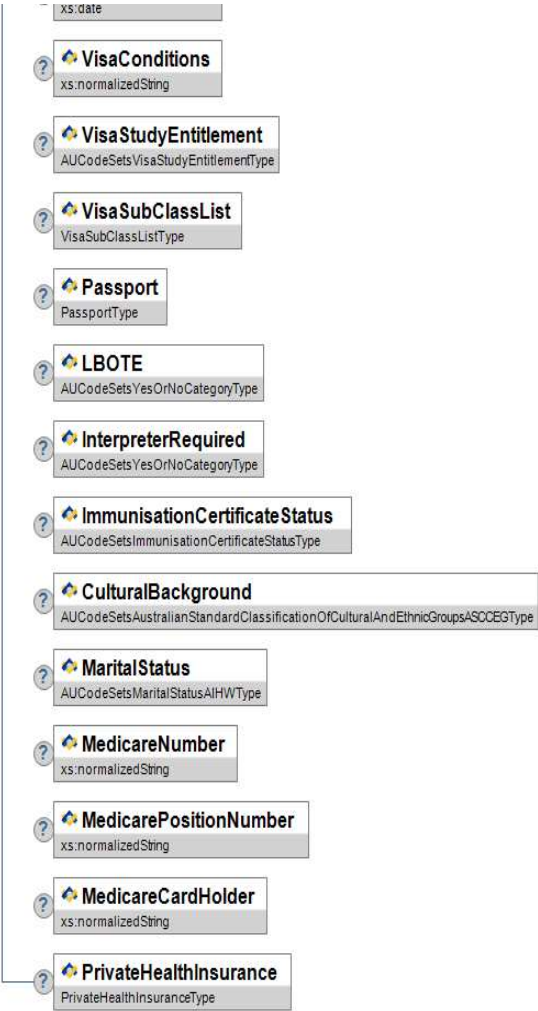 xs:date
? VisaConditions
xs:normalizedString
? VisaStudyEntitlement
AUCodeSetsVisaStudyEntitlementType
? VisaSubClassList
VisaSubClassListType
? Passport
PassportType
? LBOTE
AUCodeSetsYesOrNoCategoryType
? InterpreterRequired
AUCodeSetsYesOrNoCategoryType
? ImmunisationCertificateStatus
AUCodeSetsImmunisationCertificateStatusType
? CulturalBackground
AUCodeSetsAustralianStandardClassificationOfCulturalAndEthnicGroupsASCCEGType
? MaritalStatus
AUCodeSetsMaritalStatusAIHWType
? MedicareNumber
xs:normalizedString
? MedicarePositionNumber
xs:normalizedString
? MedicareCardHolder
xs:normalizedString
? PrivateHealthInsurance
PrivateHealthInsuranceType